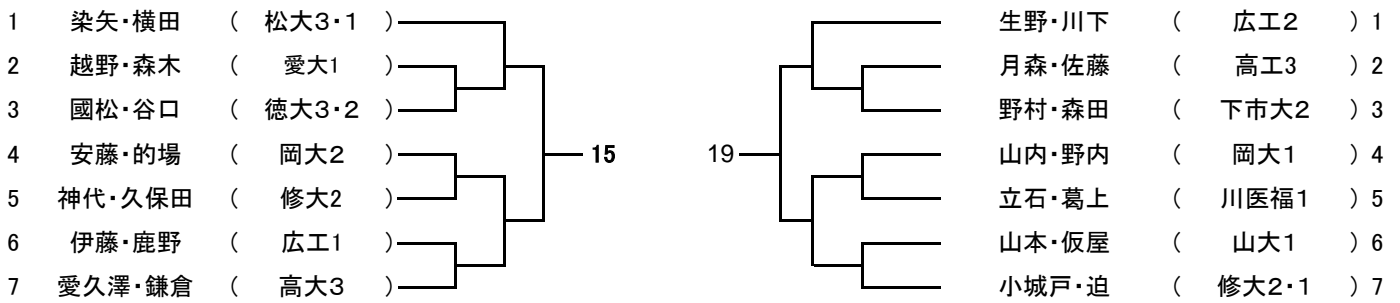 1 染矢・横田 ( 松大3・1 )
2 越野・森木 ( 愛大1 )
3 國松・谷口 ( 徳大3・2 )
4 安藤・的場 ( 岡大2 )
5 神代・久保田 ( 修大2 )
6 伊藤・鹿野 ( 広工1 )
7 愛久澤・鎌倉 ( 高大3 )
15
19
生野・川下 ( 広工2 ) 1
月森・佐藤 ( 高工3 ) 2
野村・森田 ( 下市大2 ) 3
山内・野内 ( 岡大1 ) 4
立石・葛上 ( 川医福1 ) 5
山本・仮屋 ( 山大1 ) 6
小城戸・迫 ( 修大2・1 ) 7